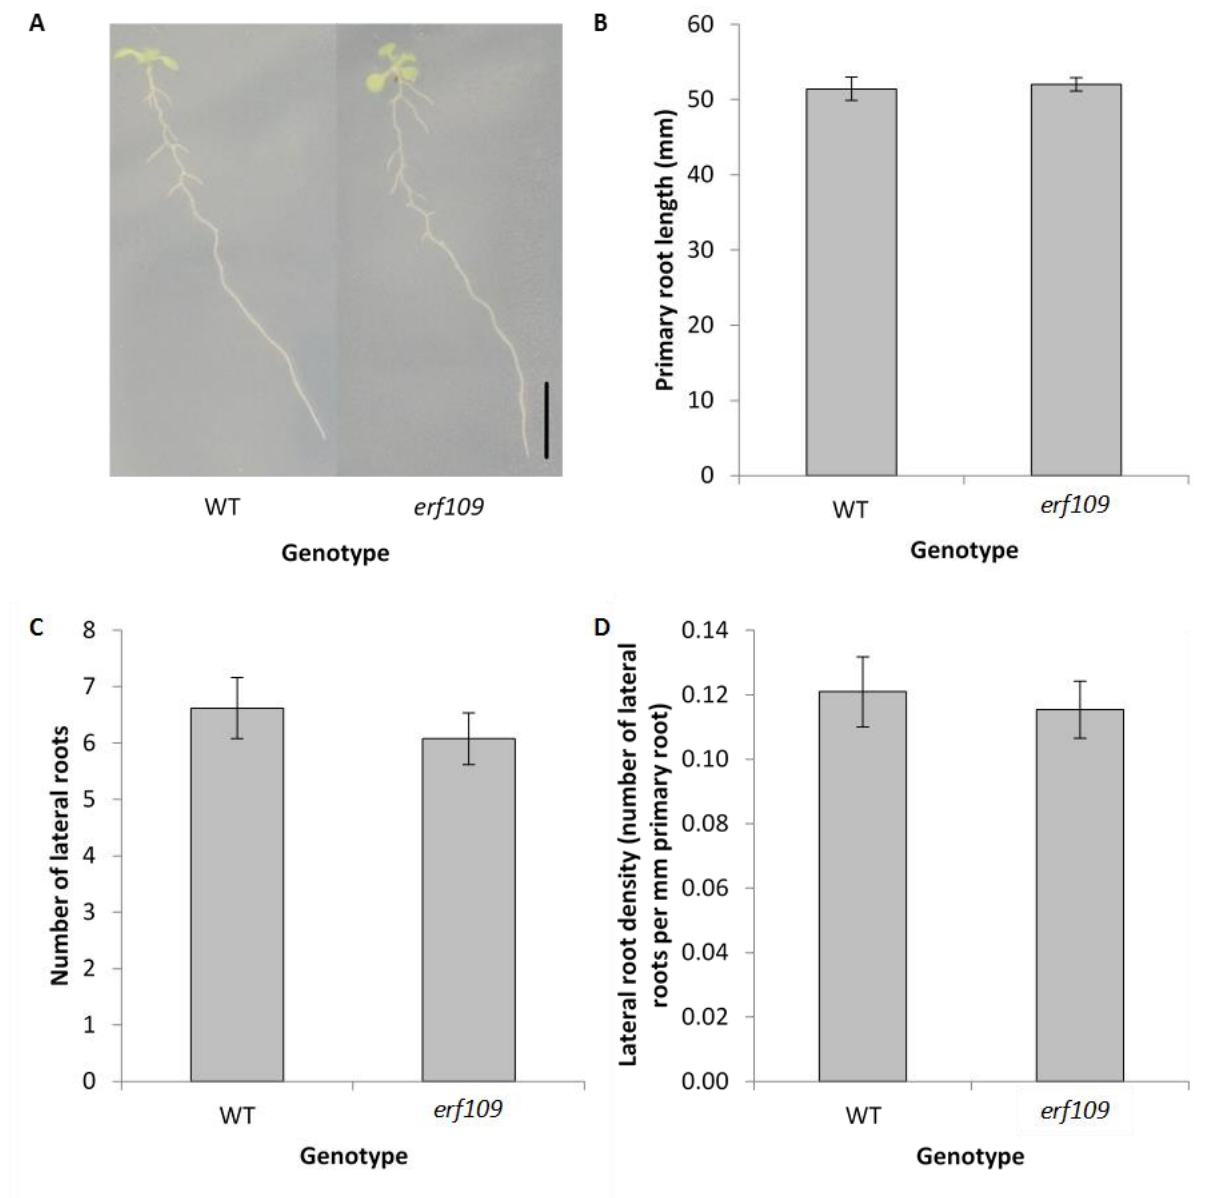 A
WT
erf109
Genotype
B
60
50
40
30
20
10
0
Primary root length (mm)
WT
erf109
Genotype
C
8
7
6
5
4
3
2
1
0
Number of lateral roots
WT
erf109
Genotype
D
0.14
0.12
0.10
0.08
0.06
0.04
0.02
0.00
Lateral root density (number of lateral
roots per mm primary root)
WT
erf109
Genotype